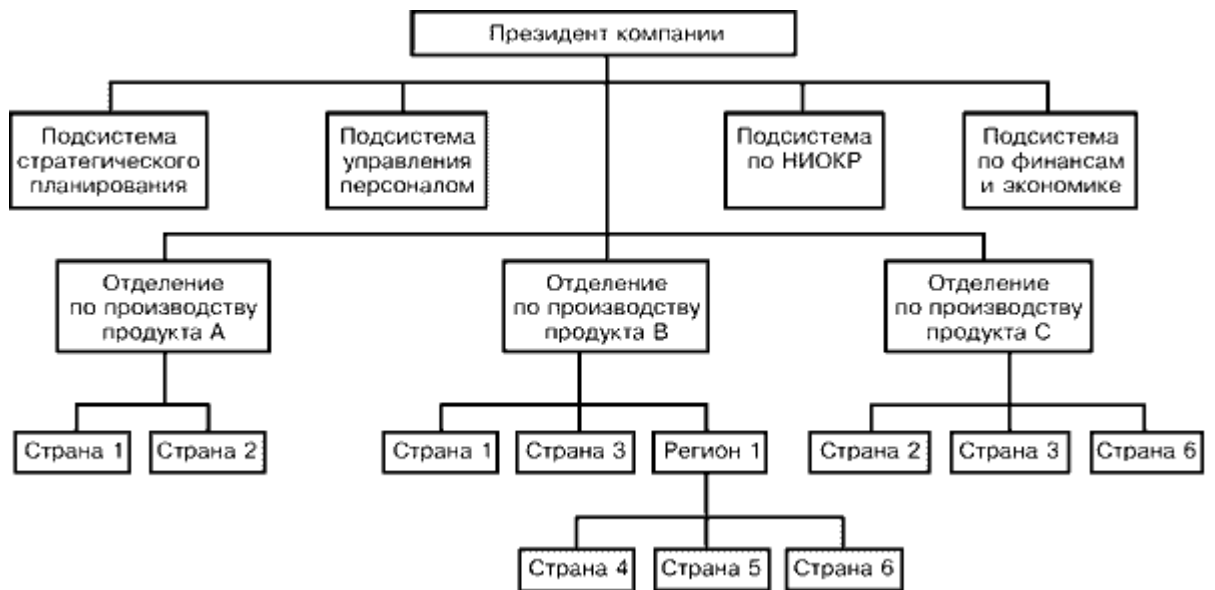 Президент компании
Подсистема
стратегического
планирования
Подсистема
управления
персоналом
Подсистема
по НИОКР
Подсистема
по финансам
и экономике
Отделение
по производству
продукта А
Отделение
по производству
продукта В
Отделение
по производству
продукта С
Страна 1
Страна 2
Страна 1
Страна 3
Регион 1
Страна 2
Страна 3
Страна 6
Страна 4
Страна 5
Страна 6